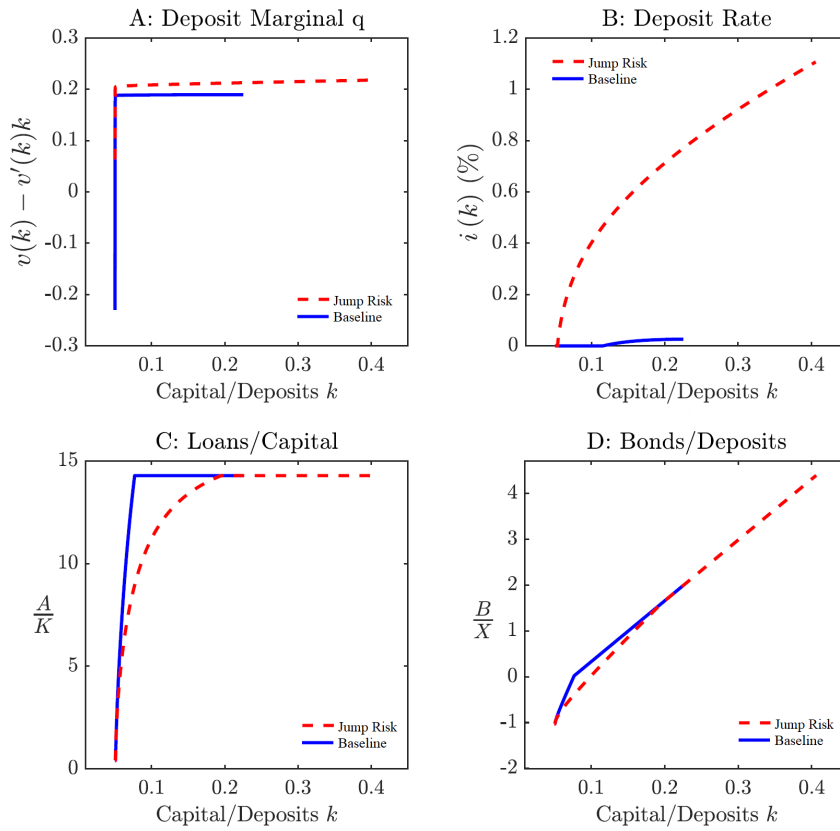 A: Deposit Marginal q
0.3
0.2
0.1
0
-0.1
-0.2
-0.3
v(k) − v′(k)k
Jump Risk
Baseline
0.1 0.2 0.3 0.4
Capital/Deposits k
B: Deposit Rate
1.2
1
0.8
0.6
0.4
0.2
0
i(k) (%)
Jump Risk
Baseline
0.1 0.2 0.3 0.4
Capital/Deposits k
C: Loans/Capital
15
10
5
0
A/K
Jump Risk
Baseline
0.1 0.2 0.3 0.4
Capital/Deposits k
D: Bonds/Deposits
4
3
2
1
0
-1
-2
B/X
Jump Risk
Baseline
0.1 0.2 0.3 0.4
Capital/Deposits k